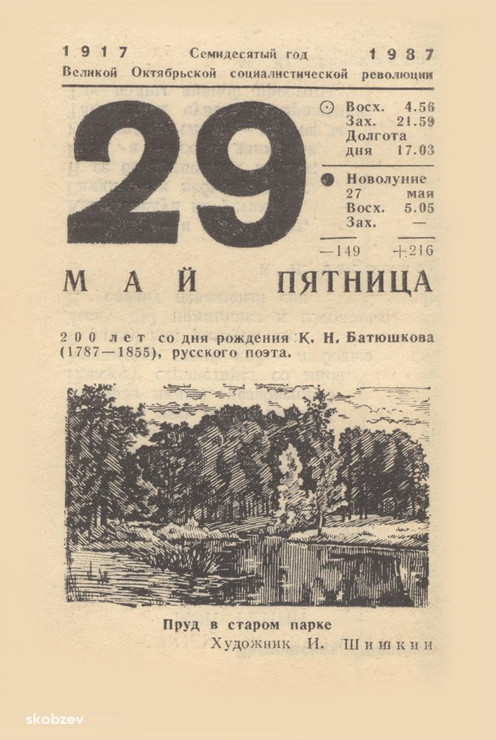 1917 Семидесятый год 1987
Великой Октябрьской социалистической революции
29
Восх. 4.56
Зах. 21.59
Долгота
дня 17.03
Новолуние
27 мая
Восх. 5.05
Зах. —
—149 +216
МАЙ ПЯТНИЦА
200 лет со дня рождения К. Н. Батюшкова
(1787—1855), русского поэта.
Пруд в старом парке
Художник И. Шишкин
skobzev